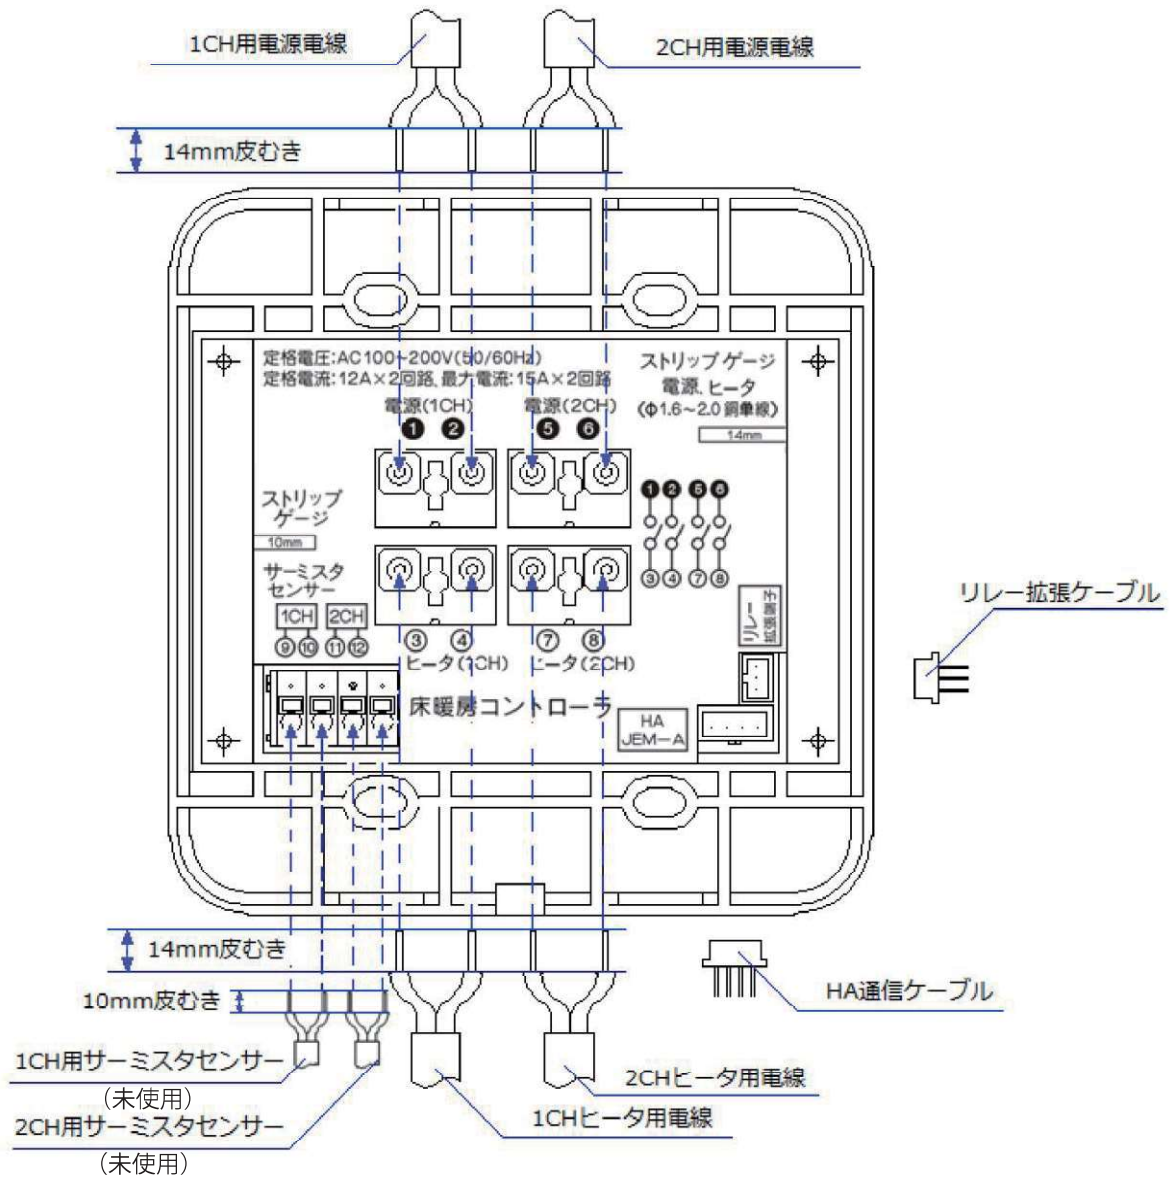 1CH用電源電線
2CH用電源電線
14mm皮むき
定格電圧:AC100~200V(50/60Hz)
定格電流:12A×2回路、最大電流:15A×2回路
電源(1CH)
電源(2CH)
❶ ❷
❺ ❻
ストリップゲージ
電源、ヒータ
(Φ1.6~2.0銅単線)
14mm
❶❷❺❻
③④⑦⑧
ストリップ
ゲージ
10mm
サーミスタ
センサー
1CH 2CH
⑨⑩⑪⑫
③ ④
⑦ ⑧
ヒータ(1CH)
ヒータ(2CH)
床暖房コントローラ
リレー
拡張端子
HA
JEM-A
リレー拡張ケーブル
14mm皮むき
10mm皮むき
HA通信ケーブル
1CH用サーミスタセンサー
(未使用)
2CH用サーミスタセンサー
(未使用)
2CHヒータ用電線
1CHヒータ用電線